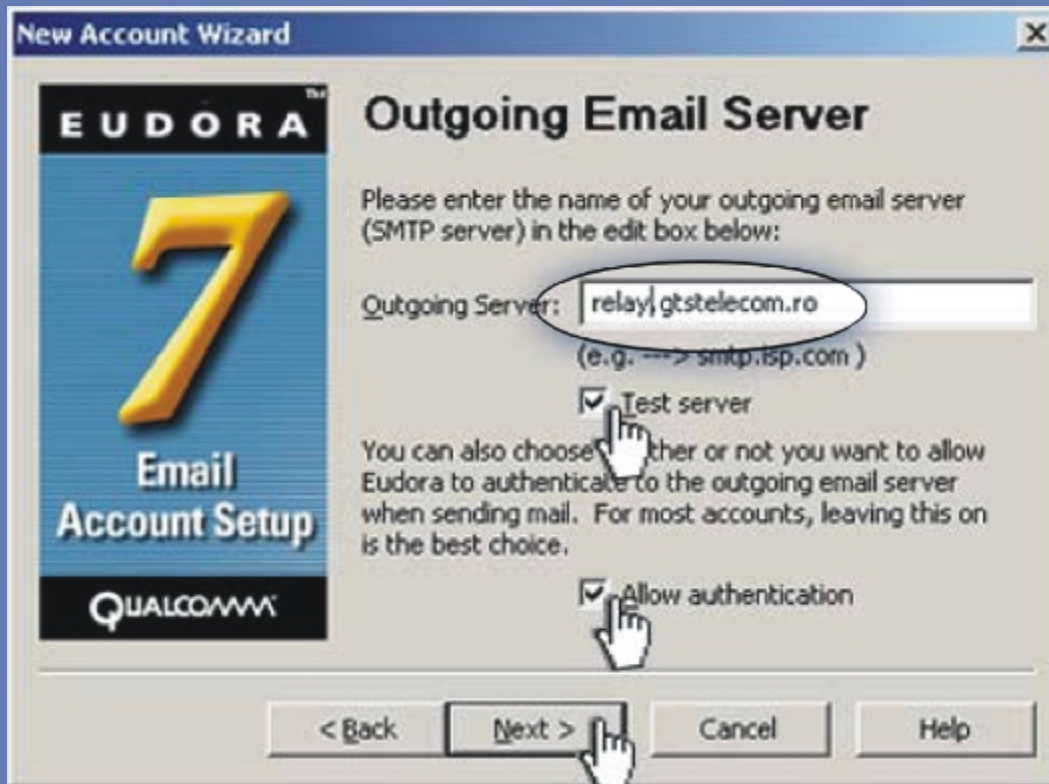 New Account Wizard
EUDORA™
7
Email
Account Setup
QUALCOMM
Outgoing Email Server
Please enter the name of your outgoing email server
(SMTP server) in the edit box below:
Outgoing Server: relay.gtstelecom.ro
(e.g. ---> smtp.isp.com )
Test server
You can also choose ther or not you want to allow
Eudora to authenticate to the outgoing email server
when sending mail. For most accounts, leaving this on
is the best choice.
Allow authentication
< Back Next > Cancel Help